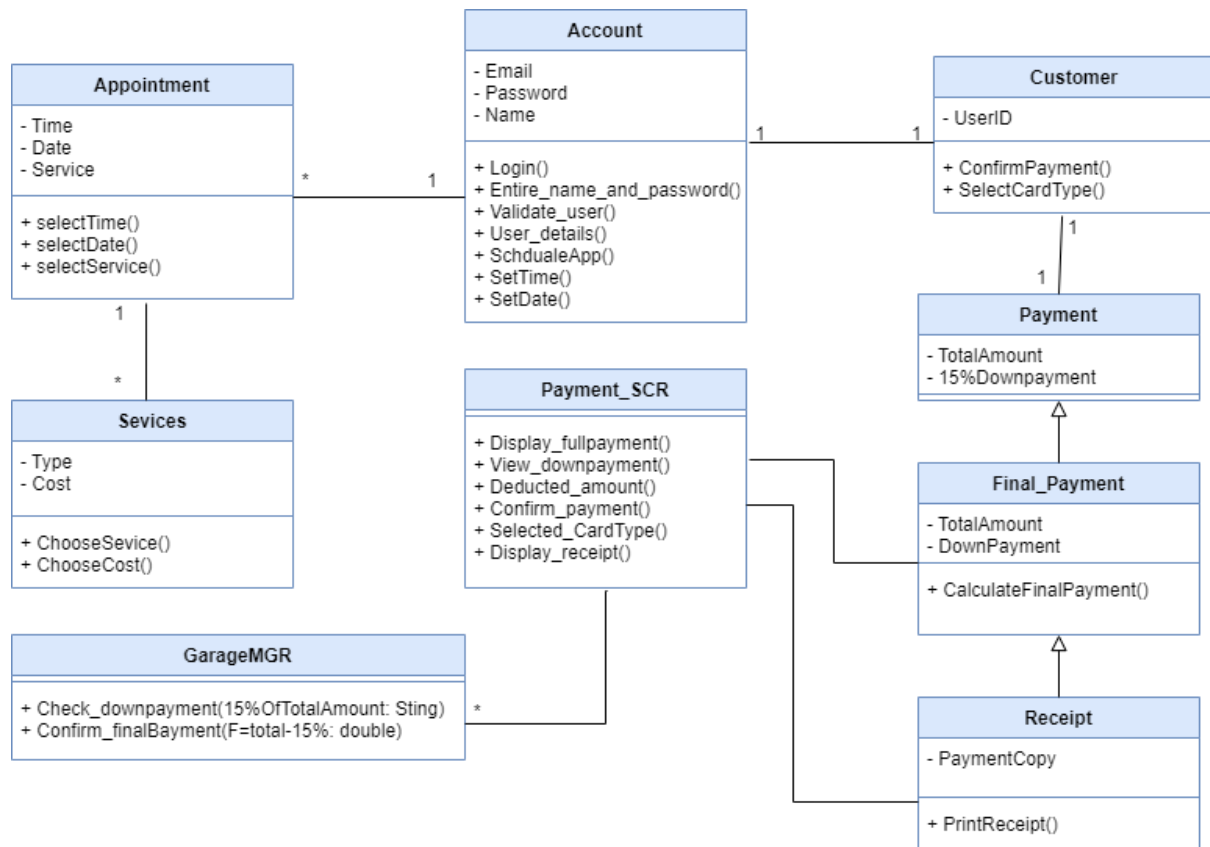 Account
- Email
- Password
- Name
+ Login()
+ Entire_name_and_password()
+ Validate_user()
+ User_details()
+ SchdualeApp()
+ SetTime()
+ SetDate()
Appointment
- Time
- Date
- Service
+ selectTime()
+ selectDate()
+ selectService()
*
1
1
1
Customer
- UserID
+ ConfirmPayment()
+ SelectCardType()
1
1
1
*
Payment
- TotalAmount
- 15%Downpayment
Sevices
- Type
- Cost
+ ChooseSevice()
+ ChooseCost()
Payment_SCR
+ Display_fullpayment()
+ View_downpayment()
+ Deducted_amount()
+ Confirm_payment()
+ Selected_CardType()
+ Display_receipt()
Final_Payment
- TotalAmount
- DownPayment
+ CalculateFinalPayment()
GarageMGR
+ Check_downpayment(15%OfTotalAmount: Sting)
+ Confirm_finalBayment(F=total-15%: double)
*
Receipt
- PaymentCopy
+ PrintReceipt()